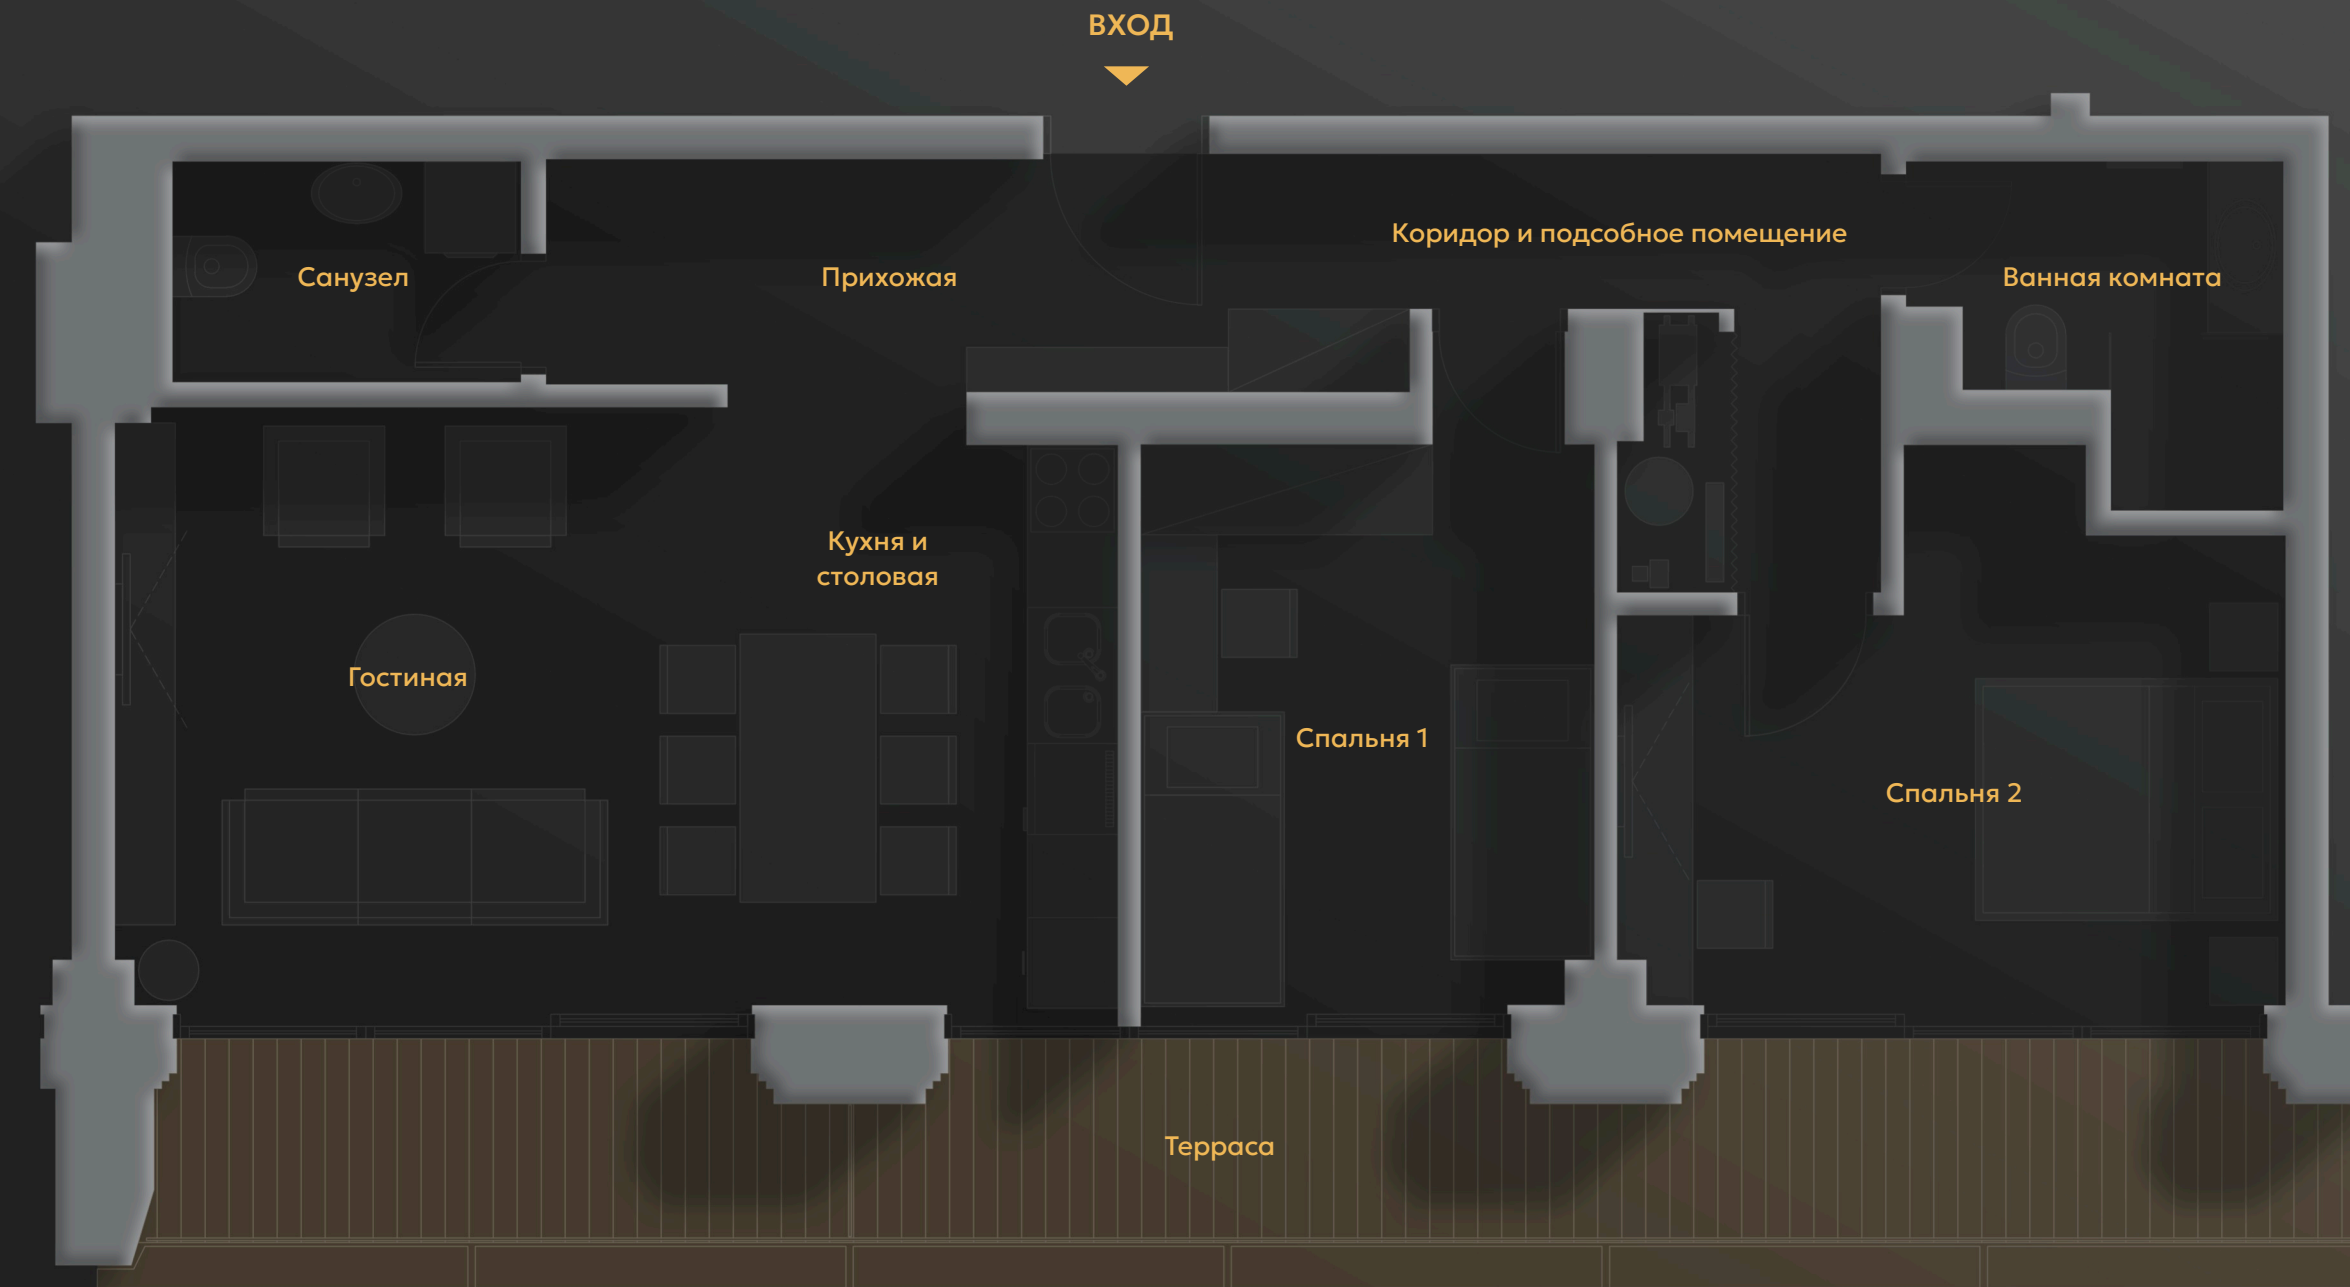 ВХОД
Коридор и подсобное помещение
Санузел
Прихожая
Ванная комната
Кухня и
столовая
Гостиная
Спальня 1
Спальня 2
Терраса